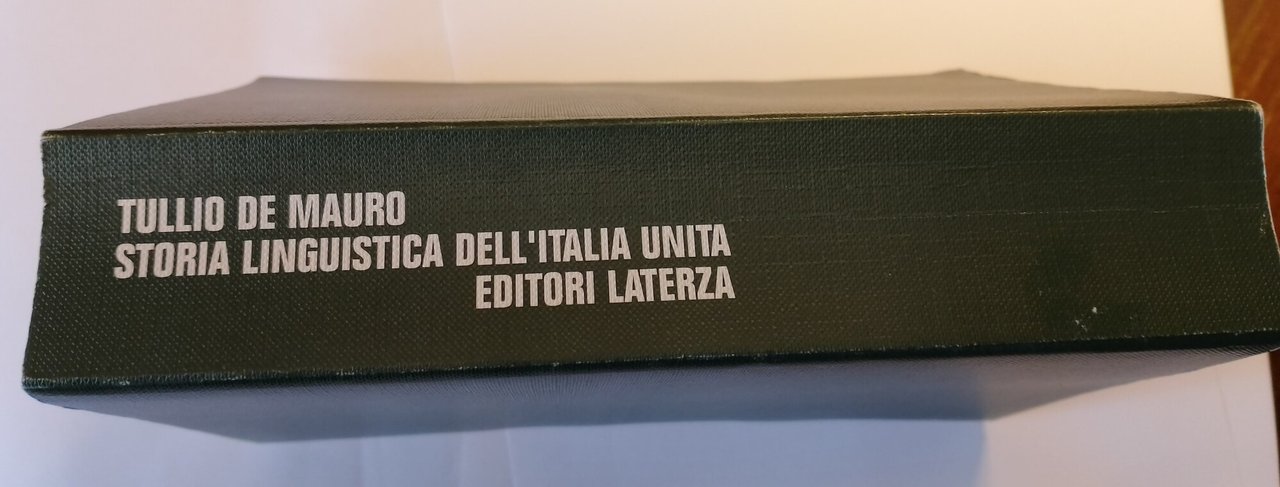 TULLIO DE MAURO
STORIA LINGUISTICA DELL'ITALIA UNITA
EDITORI LATERZA